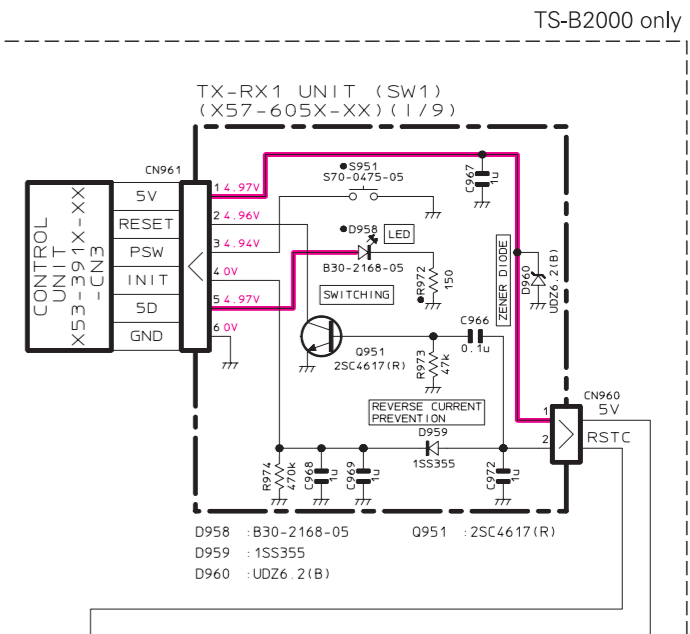 TS-B2000 only
TX-RX1 UNIT (SW1)
(X57-605X-XX)(1/9)
CN961
CONTROL
UNIT
X53-391X-XX
-CN3
5V
RESET
PSW
INIT
5D
GND
1 4.97V
2 4.96V
3 4.94V
4 0V
5 4.97V
6 0V
S951
S70-0475-05
D958
LED
B30-2168-05
R972
150
SWITCHING
C967
1u
ZENER DIODE
D960
UDZ6.2(B)
Q951
2SC4617(R)
C966
0.1u
R973
47k
REVERSE CURRENT
PREVENTION
D959
1SS355
R974
470k
C968
1u
C969
1u
C972
1u
CN960
1
5V
2
RSTC
D958 :B30-2168-05 Q951 :2SC4617(R)
D959 :1SS355
D960 :UDZ6.2(B)